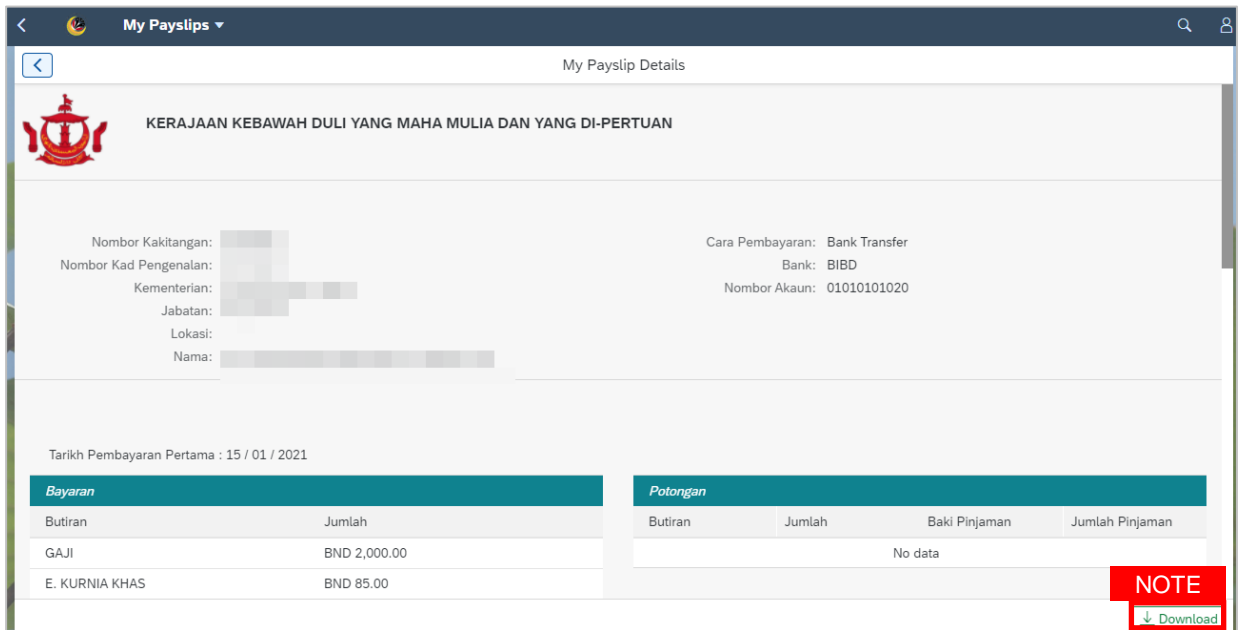 My Payslips
My Payslip Details
KERAJAAN KEBAWAH DULI YANG MAHA MULIA DAN YANG DI-PERTUAN
Nombor Kakitangan:
Nombor Kad Pengenalan:
Kementerian:
Jabatan:
Lokasi:
Nama:
Cara Pembayaran: Bank Transfer
Bank: BIBD
Nombor Akaun: 01010101020
Tarikh Pembayaran Pertama : 15 / 01 / 2021
Bayaran
Butiran Jumlah
GAJI BND 2,000.00
E. KURNIA KHAS BND 85.00
Potongan
Butiran Jumlah Baki Pinjaman Jumlah Pinjaman
No data
NOTE
Download